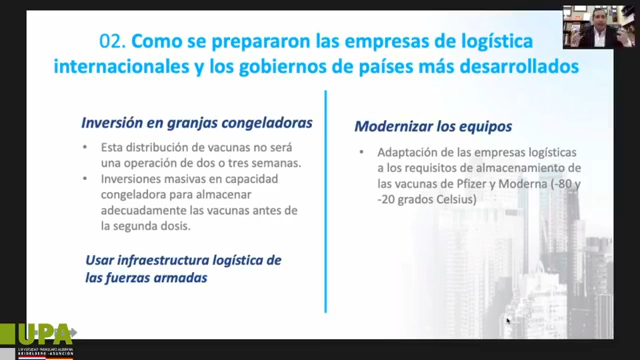 02. Como se prepararon las empresas de logística
internacionales y los gobiernos de países más desarrollados
Inversión en granjas congeladoras
• Esta distribución de vacunas no será
una operación de dos o tres semanas.
• Inversiones masivas en capacidad
congeladora para almacenar
adecuadamente las vacunas antes de
la segunda dosis.
Usar infraestructura logística de
las fuerzas armadas
Modernizar los equipos
• Adaptación de las empresas logísticas
a los requisitos de almacenamiento de
las vacunas de Pfizer y Moderna (-80 y
-20 grados Celsius)
UPA
HEIDELBERG - ASUNCIÓN